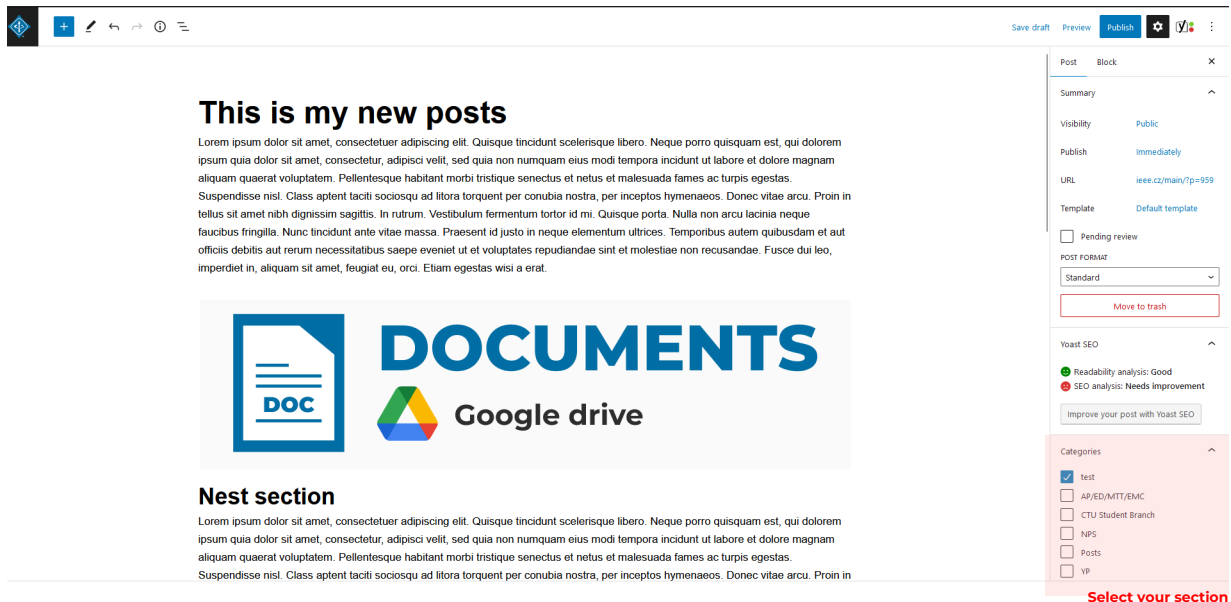 Save draft
Preview
Publish
Post
Block
This is my new posts
Lorem ipsum dolor sit amet, consectetuer adipiscing elit. Quisque tincidunt scelerisque libero. Neque porro quisquam est, qui dolorem
ipsum quia dolor sit amet, consectetur, adipisci velit, sed quia non numquam eius modi tempora incidunt ut labore et dolore magnam
aliquam quaerat voluptatem. Pellentesque habitant morbi tristique senectus et netus et malesuada fames ac turpis egestas.
Suspendisse nisl. Class aptent taciti sociosqu ad litora torquent per conubia nostra, per inceptos hymenaeos. Donec vitae arcu. Proin in
tellus sit amet nibh dignissim sagittis. In rutrum. Vestibulum fermentum tortor id mi. Quisque porta. Nulla non arcu lacinia neque
faucibus fringilla. Nunc tincidunt ante vitae massa. Praesent id justo in neque elementum ultrices. Temporibus autem quibusdam et aut
officiis debitis aut rerum necessitatibus saepe eveniet ut et voluptates repudiandae sint et molestiae non recusandae. Fusce dui leo,
imperdiet in, aliquam sit amet, feugiat eu, orci. Etiam egestas wisi a erat.
DOC
DOCUMENTS
Google drive
Nest section
Lorem ipsum dolor sit amet, consectetuer adipiscing elit. Quisque tincidunt scelerisque libero. Neque porro quisquam est, qui dolorem
ipsum quia dolor sit amet, consectetur, adipisci velit, sed quia non numquam eius modi tempora incidunt ut labore et dolore magnam
aliquam quaerat voluptatem. Pellentesque habitant morbi tristique senectus et netus et malesuada fames ac turpis egestas.
Suspendisse nisl. Class aptent taciti sociosqu ad litora torquent per conubia nostra, per inceptos hymenaeos. Donec vitae arcu. Proin in
Summary
Visibility Public
Publish Immediately
URL ieee.cz/main/?p=959
Template Default template
Pending review
POST FORMAT
Standard
Move to trash
Yoast SEO
Readability analysis: Good
SEO analysis: Needs improvement
Improve your post with Yoast SEO
Categories
test
AP/ED/MTT/EMC
CTU Student Branch
NPS
Posts
YP
Select your section